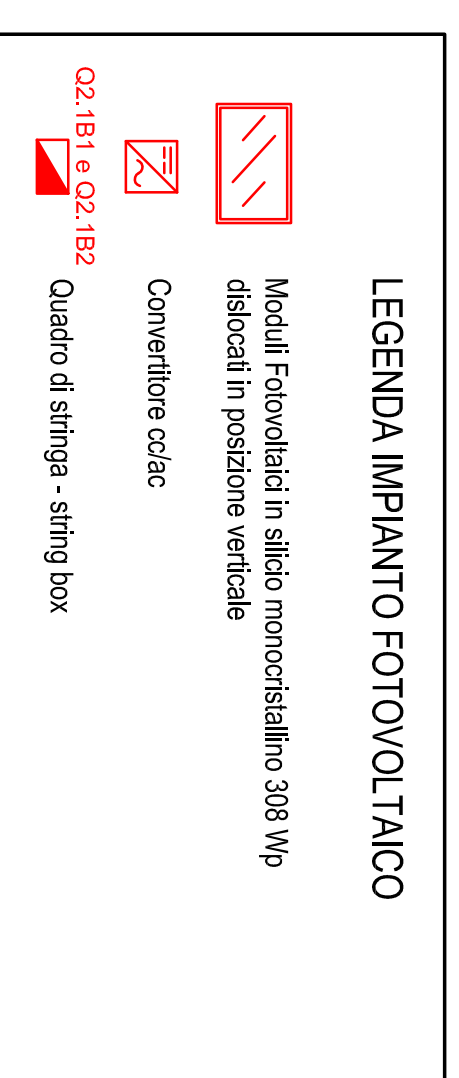 LEGENDA IMPIANTO FOTOVOLTAICO
Moduli Fotovoltaici in silicio monocristallino 308 Wp
dislocati in posizione verticale
Convertitore cc/ac
Q2.1B1 e Q2.1B2
Quadro di stringa - string box